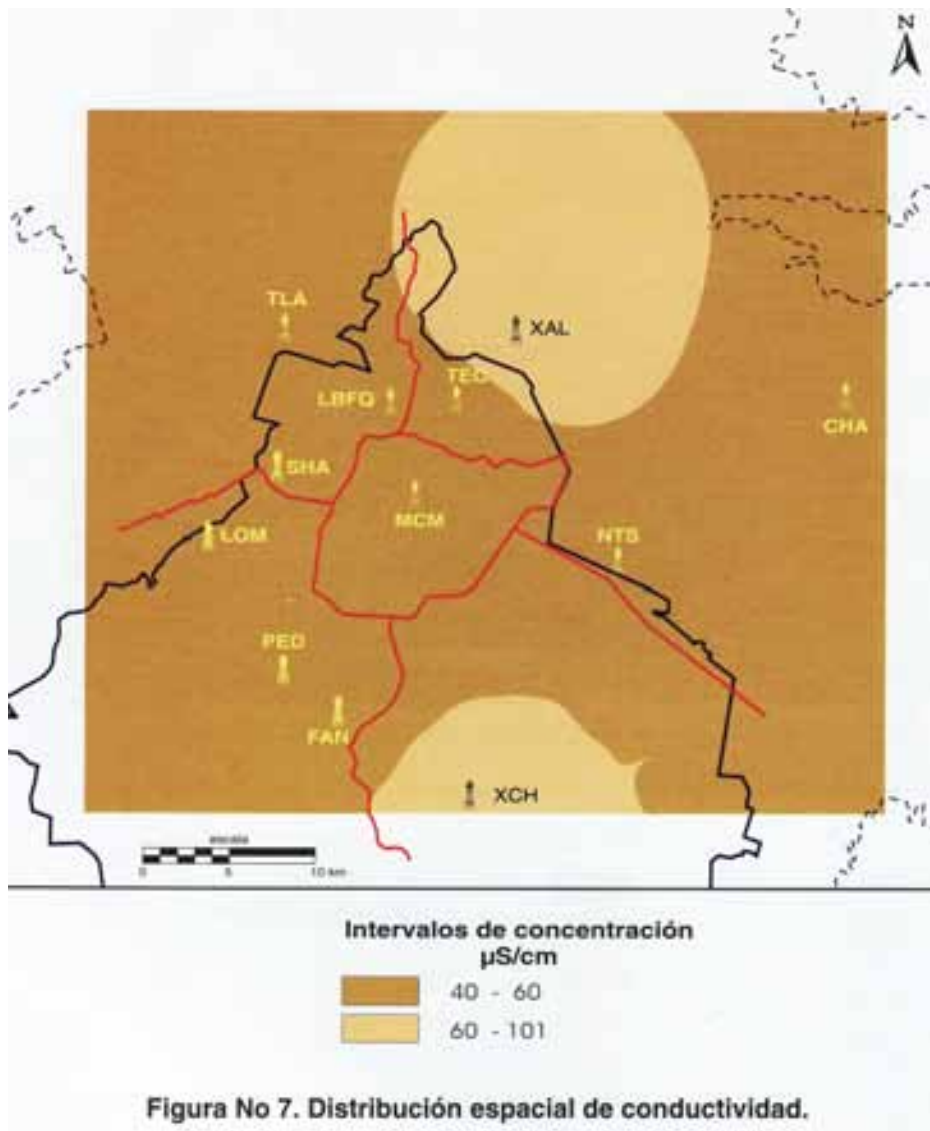 N
TLA
XAL
LBFQ
TEC
CHA
SHA
MCM
LOM
NTS
PED
FAN
XCH
escala
0 5 10 km
Intervalos de concentración
µS/cm
40 - 60
60 - 101
Figura No 7. Distribución espacial de conductividad.